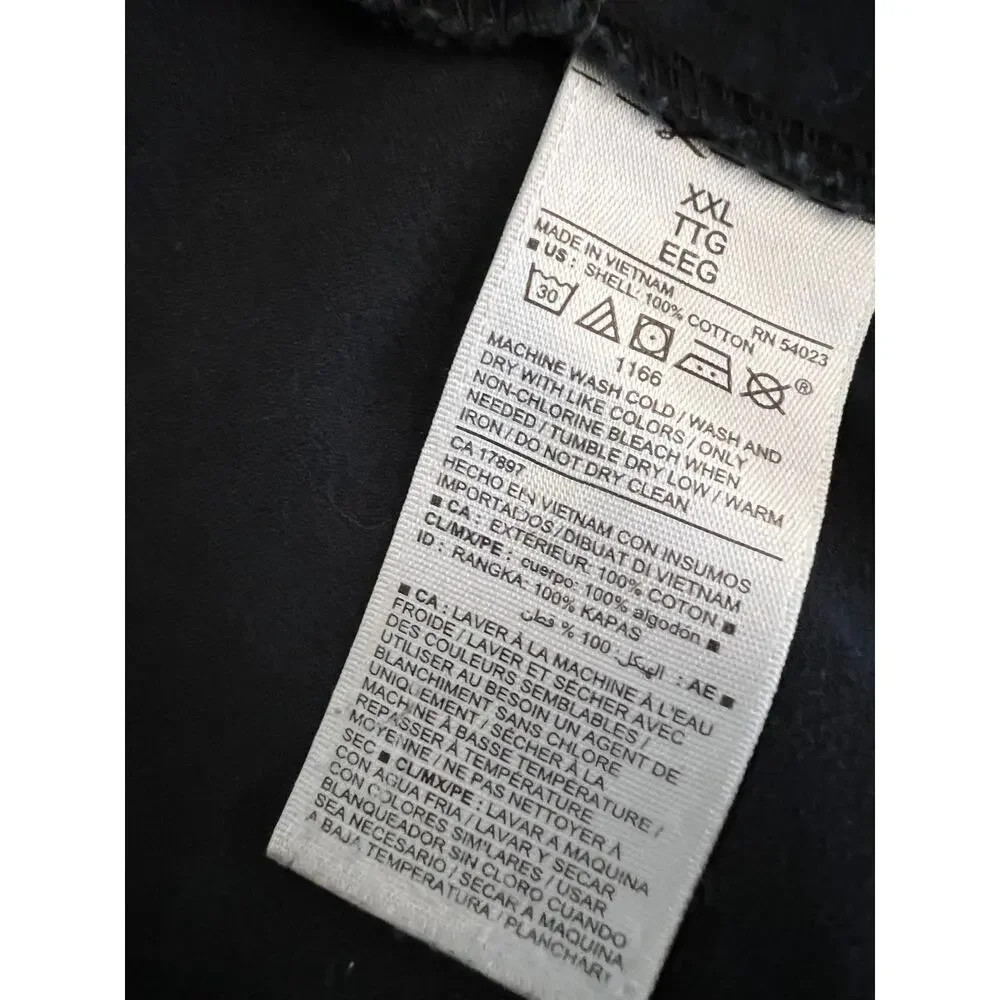 XXL
TTG
EEG
MADE IN VIETNAM RN 54023
■ US : SHELL: 100% COTTON
30
®
1166
MACHINE WASH COLD / WASH AND
DRY WITH LIKE COLORS / ONLY
NON-CHLORINE BLEACH WHEN
NEEDED / TUMBLE DRY LOW / WARM
IRON / DO NOT DRY CLEAN
CA 17897
HECHO EN VIETNAM CON INSUMOS
IMPORTADOS / DIBUAT DI VIETNAM
■ CA : EXTÉRIEUR: 100% COTON ■
CL/MX/PE : cuerpo: 100% algodón ■
ID : RANGKA: 100% KAPAS
■ AE : الهيكل: 100 % قطن
■ CA : LAVER À LA MACHINE À L'EAU
FROIDE / LAVER ET SÉCHER AVEC
DES COULEURS SEMBLABLES /
UTILISER AU BESOIN UN AGENT DE
BLANCHIMENT SANS CHLORE
UNIQUEMENT / SÉCHER À LA
MACHINE À BASSE TEMPÉRATURE /
REPASSER À TEMPÉRATURE
MOYENNE / NE PAS NETTOYER À
SEC ■ CL/MX/PE : LAVAR A MAQUINA
CON AGUA FRIA / LAVAR Y SECAR
CON COLORES SIMILARES / USAR
BLANQUEADOR SIN CLORO CUANDO
SEA NECESARIO / SECAR A MAQUINA
A BAJA TEMPERATURA / PLANCHAR